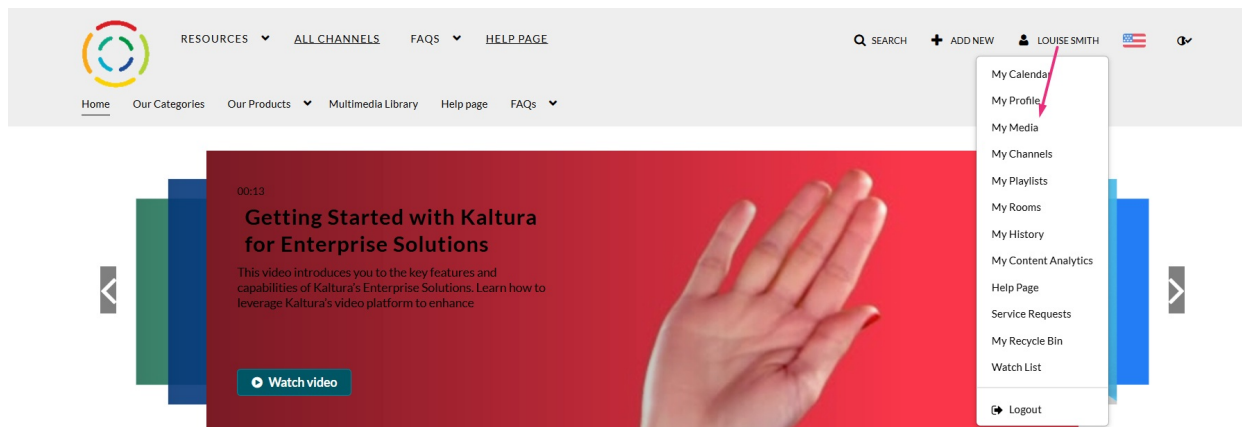 RESOURCES ALL CHANNELS FAQS HELP PAGE SEARCH ADD NEW LOUISE SMITH
Home Our Categories Our Products Multimedia Library Help page FAQs
My Calendar
My Profile
My Media
My Channels
My Playlists
My Rooms
My History
My Content Analytics
Help Page
Service Requests
My Recycle Bin
Watch List
Logout
00:13
Getting Started with Kaltura
for Enterprise Solutions
This video introduces you to the key features and
capabilities of Kaltura's Enterprise Solutions. Learn how to
leverage Kaltura's video platform to enhance
Watch video